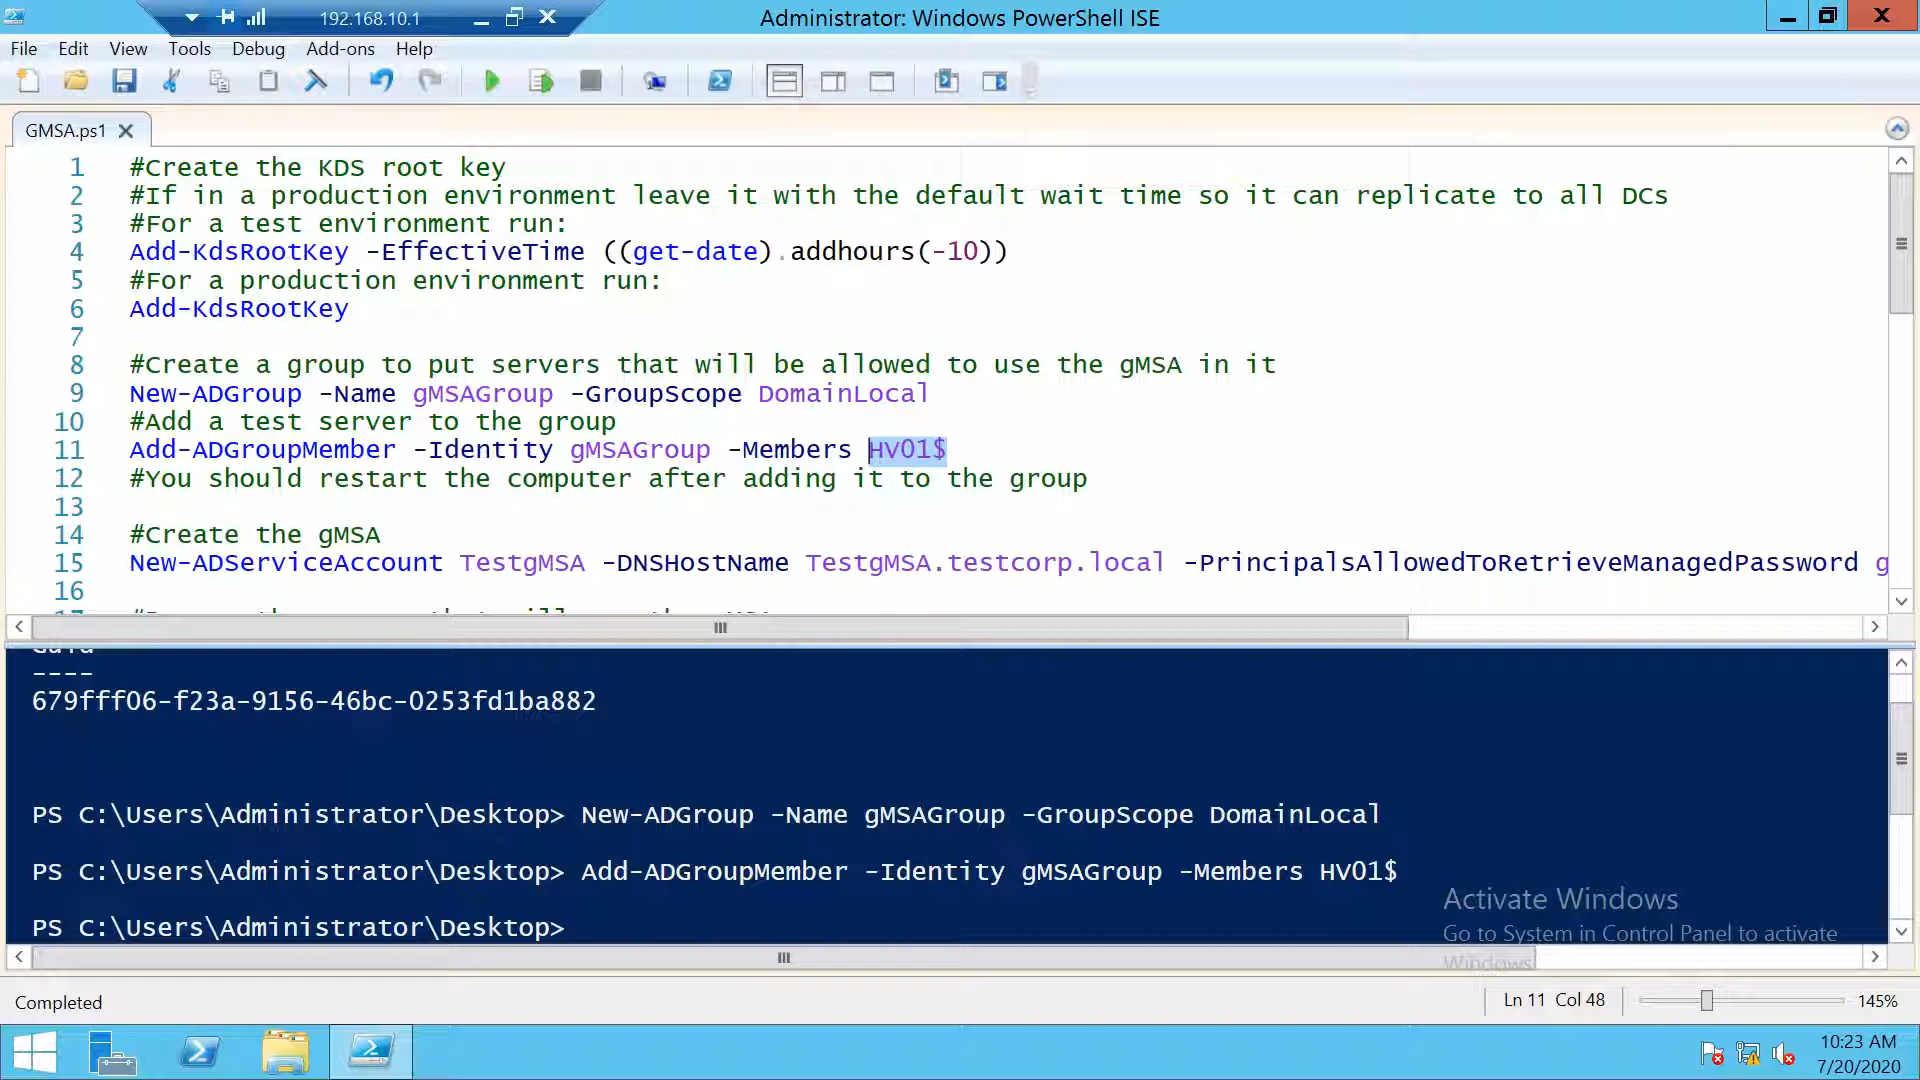 192.168.10.1
Administrator: Windows PowerShell ISE
File Edit View Tools Debug Add-ons Help
GMSA.ps1
1 #Create the KDS root key
2 #If in a production environment leave it with the default wait time so it can replicate to all DCs
3 #For a test environment run:
4 Add-KdsRootKey -EffectiveTime ((get-date).addhours(-10))
5 #For a production environment run:
6 Add-KdsRootKey
7
8 #Create a group to put servers that will be allowed to use the gMSA in it
9 New-ADGroup -Name gMSAGroup -GroupScope DomainLocal
10 #Add a test server to the group
11 Add-ADGroupMember -Identity gMSAGroup -Members HV01$
12 #You should restart the computer after adding it to the group
13
14 #Create the gMSA
15 New-ADServiceAccount TestgMSA -DNSHostName TestgMSA.testcorp.local -PrincipalsAllowedToRetrieveManagedPassword g
16
----
679fff06-f23a-9156-46bc-0253fd1ba882
PS C:\Users\Administrator\Desktop> New-ADGroup -Name gMSAGroup -GroupScope DomainLocal
PS C:\Users\Administrator\Desktop> Add-ADGroupMember -Identity gMSAGroup -Members HV01$
PS C:\Users\Administrator\Desktop>
Activate Windows
Go to System in Control Panel to activate
Windows.
Completed
Ln 11 Col 48
145%
10:23 AM
7/20/2020